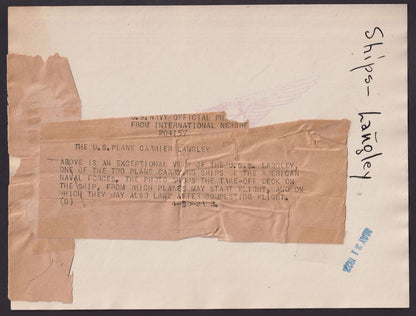 U.S. NAVY OFFICIAL PH
FROM INTERNATIONAL NEWSRE
204157
THE U.S. PLANE CARRIER LANGLEY
ABOVE IS AN EXCEPTIONAL VIEW OF THE U.S.S. LANGLEY,
ONE OF THE TWO PLANE CARRYING SHIPS OF THE AMERICAN
NAVAL FORCES. THE PHOTO SHOWS THE TAKE-OFF DECK ON
THE SHIP, FROM WHICH PLANES MAY START FLIGHT, AND ON
WHICH THEY MAY ALSO LAND AFTER COMPLETING FLIGHT.
(D)
Ships - Langley